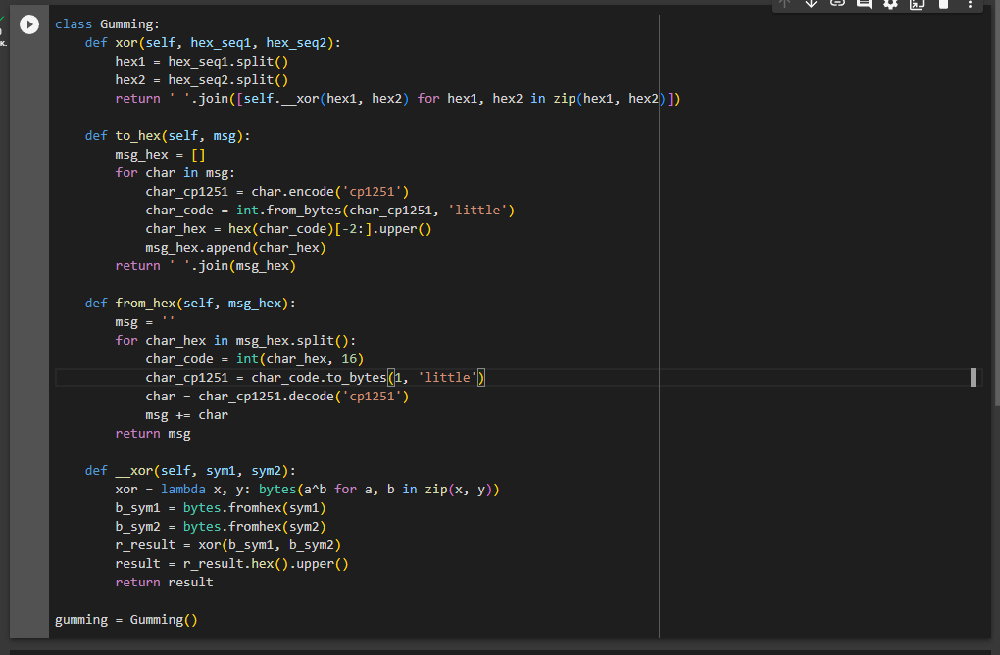 class Gumming:
    def xor(self, hex_seq1, hex_seq2):
        hex1 = hex_seq1.split()
        hex2 = hex_seq2.split()
        return ' '.join([self.__xor(hex1, hex2) for hex1, hex2 in zip(hex1, hex2)])

    def to_hex(self, msg):
        msg_hex = []
        for char in msg:
            char_cp1251 = char.encode('cp1251')
            char_code = int.from_bytes(char_cp1251, 'little')
            char_hex = hex(char_code)[-2:].upper()
            msg_hex.append(char_hex)
        return ' '.join(msg_hex)

    def from_hex(self, msg_hex):
        msg = ''
        for char_hex in msg_hex.split():
            char_code = int(char_hex, 16)
            char_cp1251 = char_code.to_bytes(1, 'little')
            char = char_cp1251.decode('cp1251')
            msg += char
        return msg

    def __xor(self, sym1, sym2):
        xor = lambda x, y: bytes(a^b for a, b in zip(x, y))
        b_sym1 = bytes.fromhex(sym1)
        b_sym2 = bytes.fromhex(sym2)
        r_result = xor(b_sym1, b_sym2)
        result = r_result.hex().upper()
        return result

gumming = Gumming()